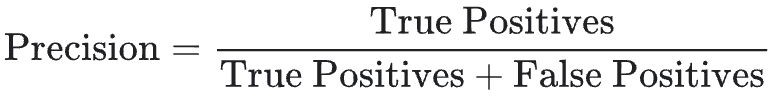 Precision = True Positives / True Positives + False Positives